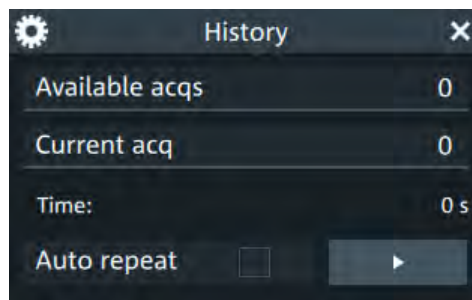 History
Available acqs 0
Current acq 0
Time: 0 s
Auto repeat